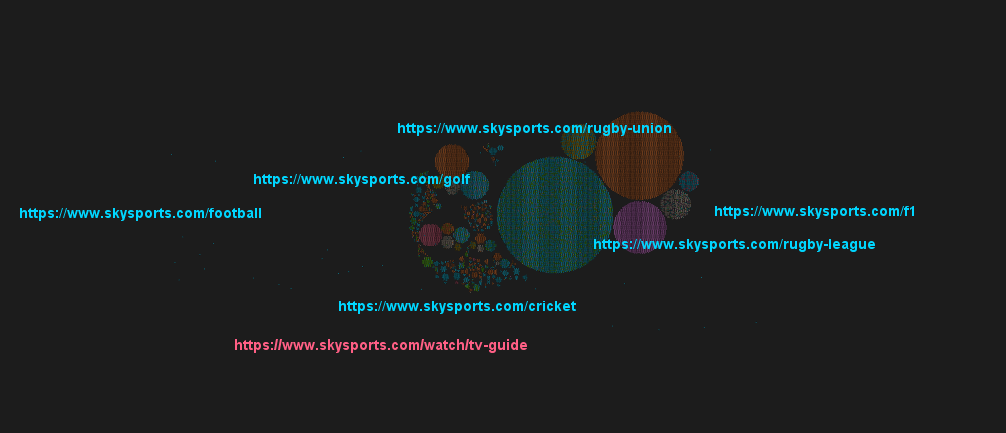 https://www.skysports.com/rugby-union
https://www.skysports.com/golf
https://www.skysports.com/football
https://www.skysports.com/f1
https://www.skysports.com/rugby-league
https://www.skysports.com/cricket
https://www.skysports.com/watch/tv-guide